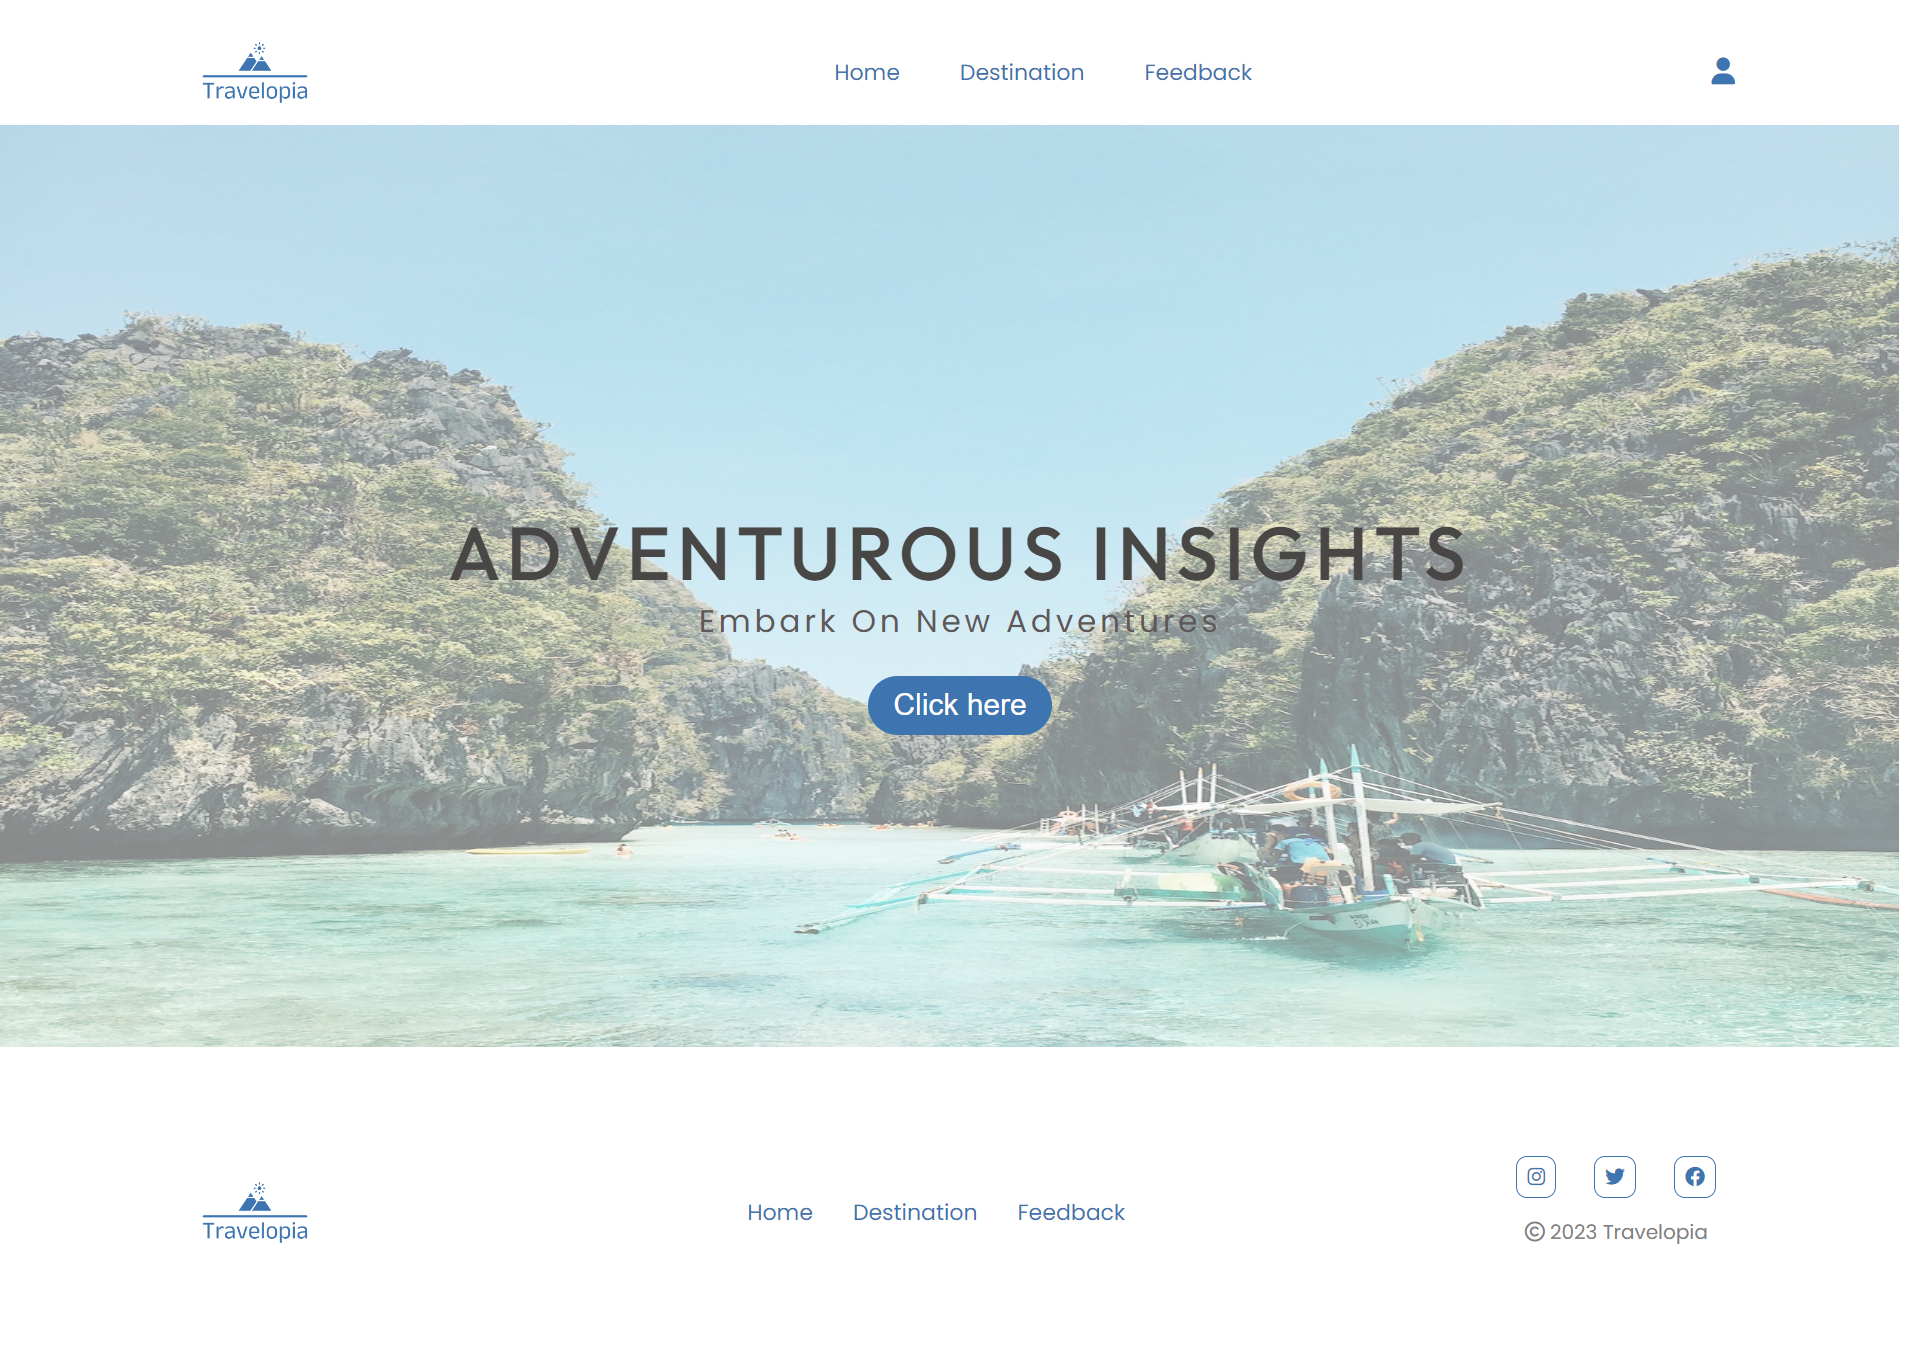 Travelopia
Home Destination Feedback
ADVENTUROUS INSIGHTS
Embark On New Adventures
Click here
Travelopia
Home Destination Feedback
© 2023 Travelopia